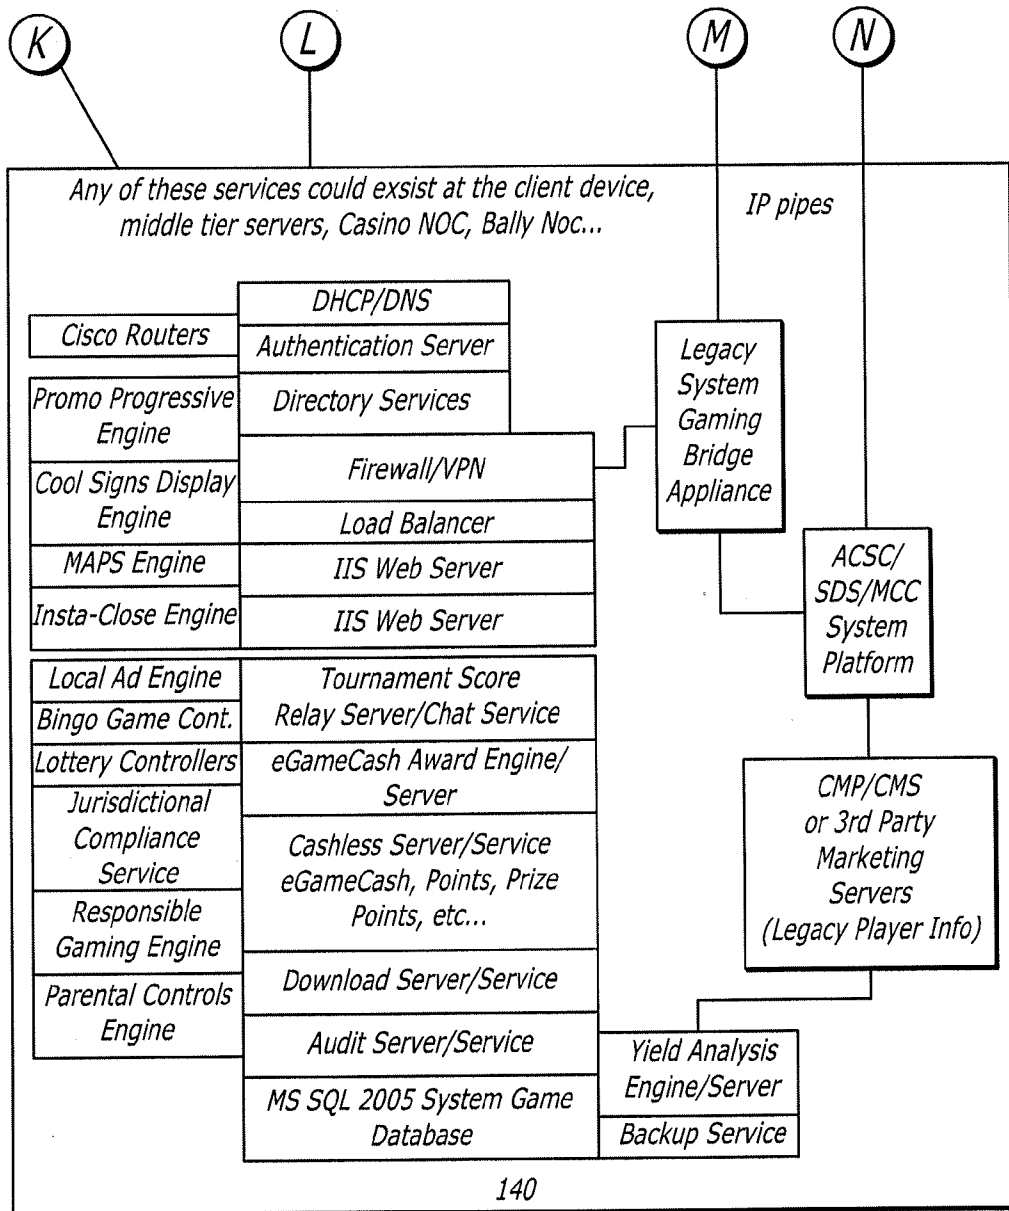 K
L
M
N
Any of these services could exsist at the client device,
middle tier servers, Casino NOC, Bally Noc...
IP pipes
Cisco Routers
Promo Progressive
Engine
Cool Signs Display
Engine
MAPS Engine
Insta-Close Engine
DHCP/DNS
Authentication Server
Directory Services
Firewall/VPN
Load Balancer
IIS Web Server
IIS Web Server
Legacy
System
Gaming
Bridge
Appliance
ACSC/
SDS/MCC
System
Platform
Local Ad Engine
Bingo Game Cont.
Lottery Controllers
Jurisdictional
Compliance
Service
Responsible
Gaming Engine
Parental Controls
Engine
Tournament Score
Relay Server/Chat Service
eGameCash Award Engine/
Server
Cashless Server/Service
eGameCash, Points, Prize
Points, etc...
Download Server/Service
Audit Server/Service
MS SQL 2005 System Game
Database
CMP/CMS
or 3rd Party
Marketing
Servers
(Legacy Player Info)
Yield Analysis
Engine/Server
Backup Service
140